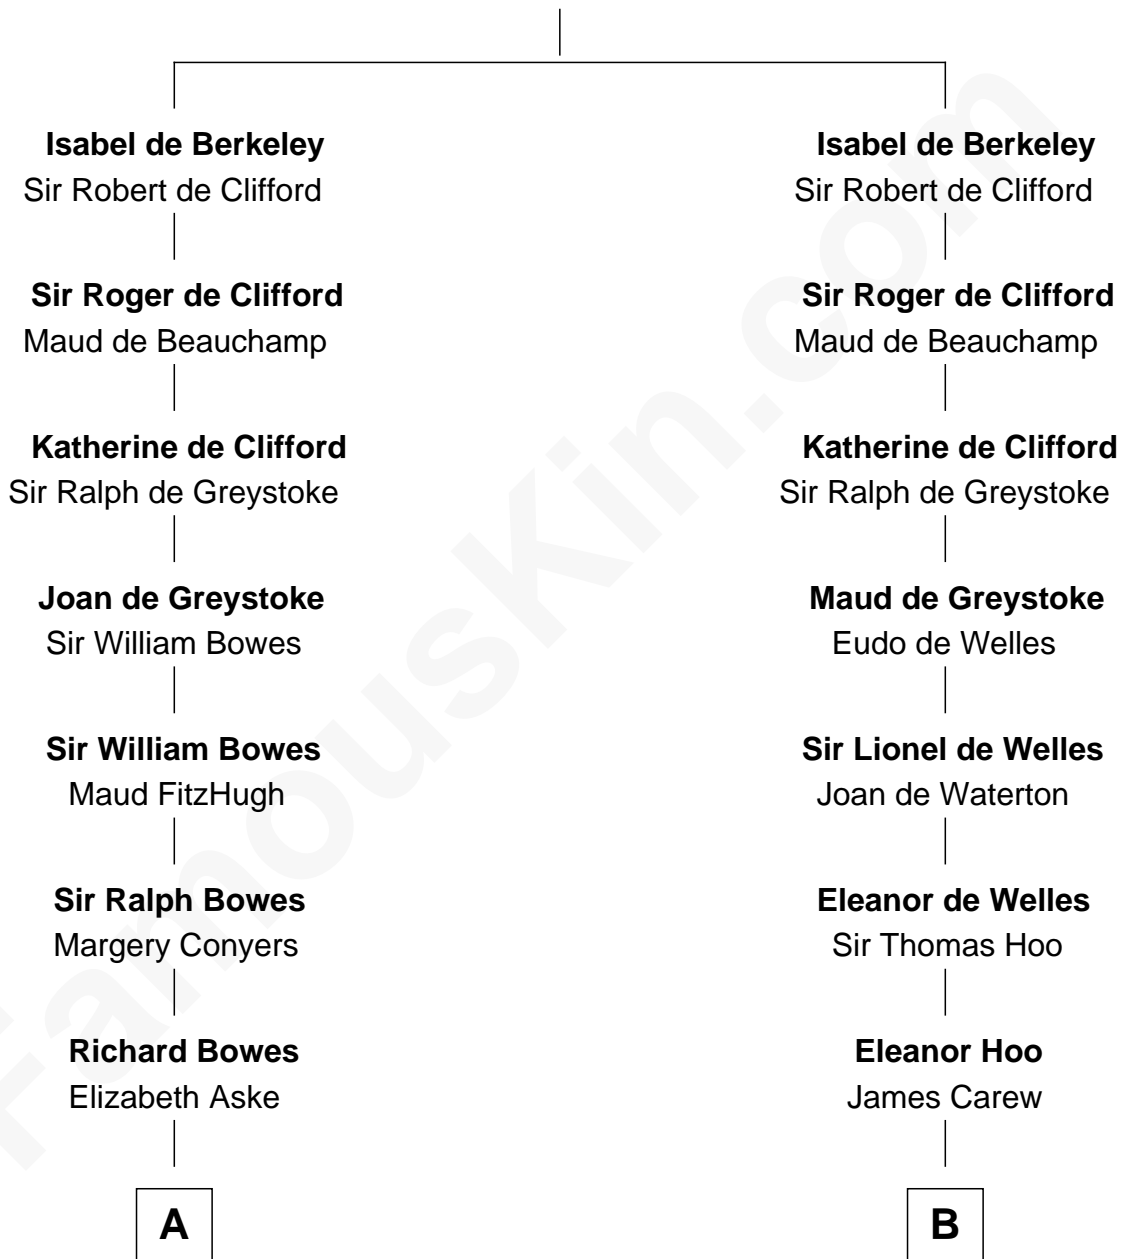 Isabel de Berkeley
Sir Robert de Clifford
Sir Roger de Clifford
Maud de Beauchamp
Katherine de Clifford
Sir Ralph de Greystoke
Joan de Greystoke
Sir William Bowes
Sir William Bowes
Maud FitzHugh
Sir Ralph Bowes
Margery Conyers
Richard Bowes
Elizabeth Aske
A
Isabel de Berkeley
Sir Robert de Clifford
Sir Roger de Clifford
Maud de Beauchamp
Katherine de Clifford
Sir Ralph de Greystoke
Maud de Greystoke
Eudo de Welles
Sir Lionel de Welles
Joan de Waterton
Eleanor de Welles
Sir Thomas Hoo
Eleanor Hoo
James Carew
B
FamousKin.com